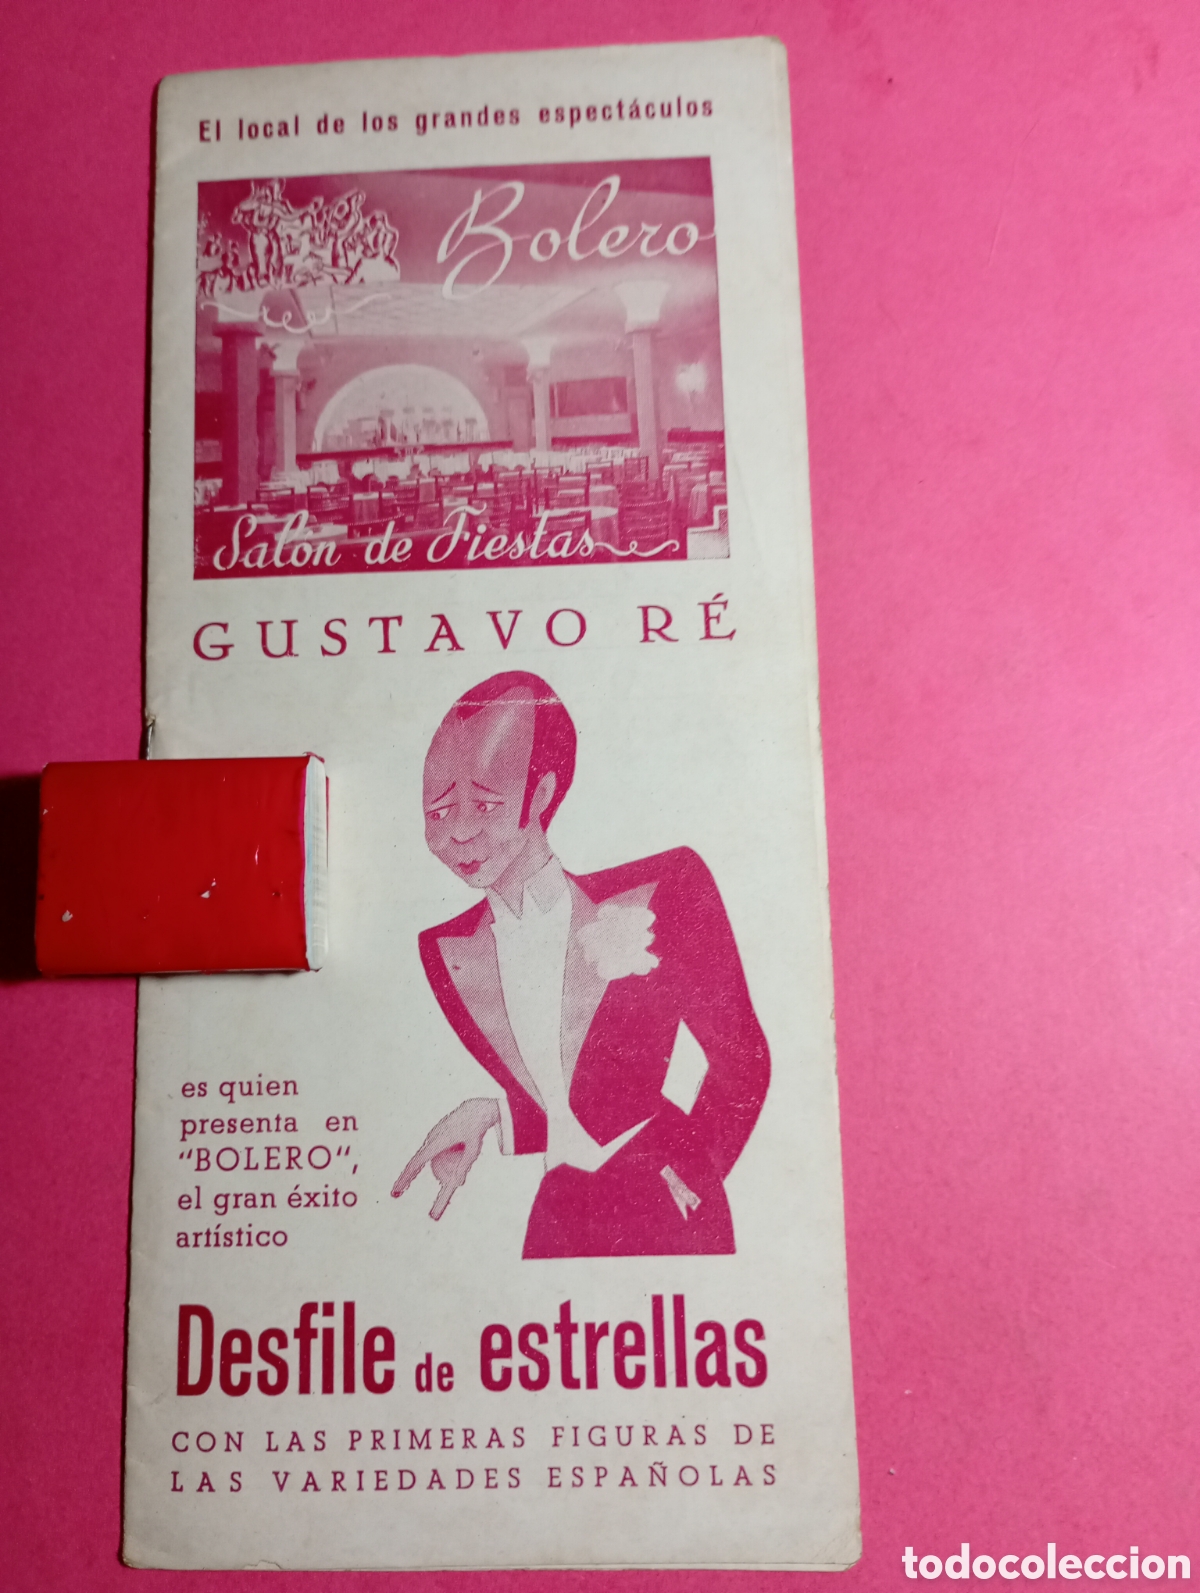 El local de los grandes espectáculos
Bolero
Salón de Fiestas
GUSTAVO RÉ
es quien
presenta en
"BOLERO",
el gran éxito
artístico
Desfile de estrellas
CON LAS PRIMERAS FIGURAS DE
LAS VARIEDADES ESPAÑOLAS
todocoleccion